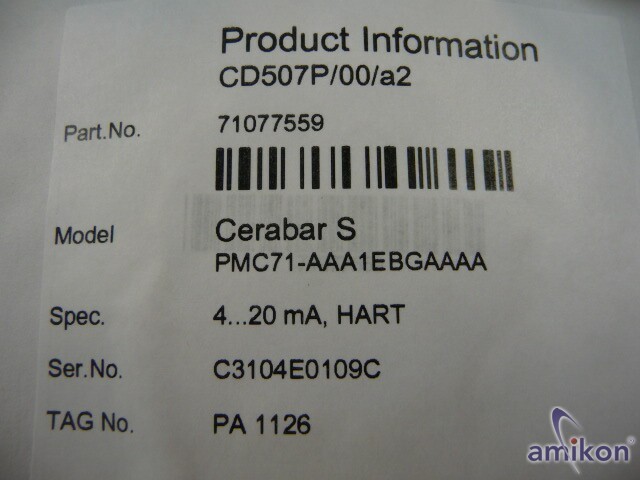 Product Information
CD507P/00/a2
Part.No. 71077559
Model Cerabar S
PMC71-AAA1EBGAAAA
Spec. 4...20 mA, HART
Ser.No. C3104E0109C
TAG No. PA 1126
amikon®